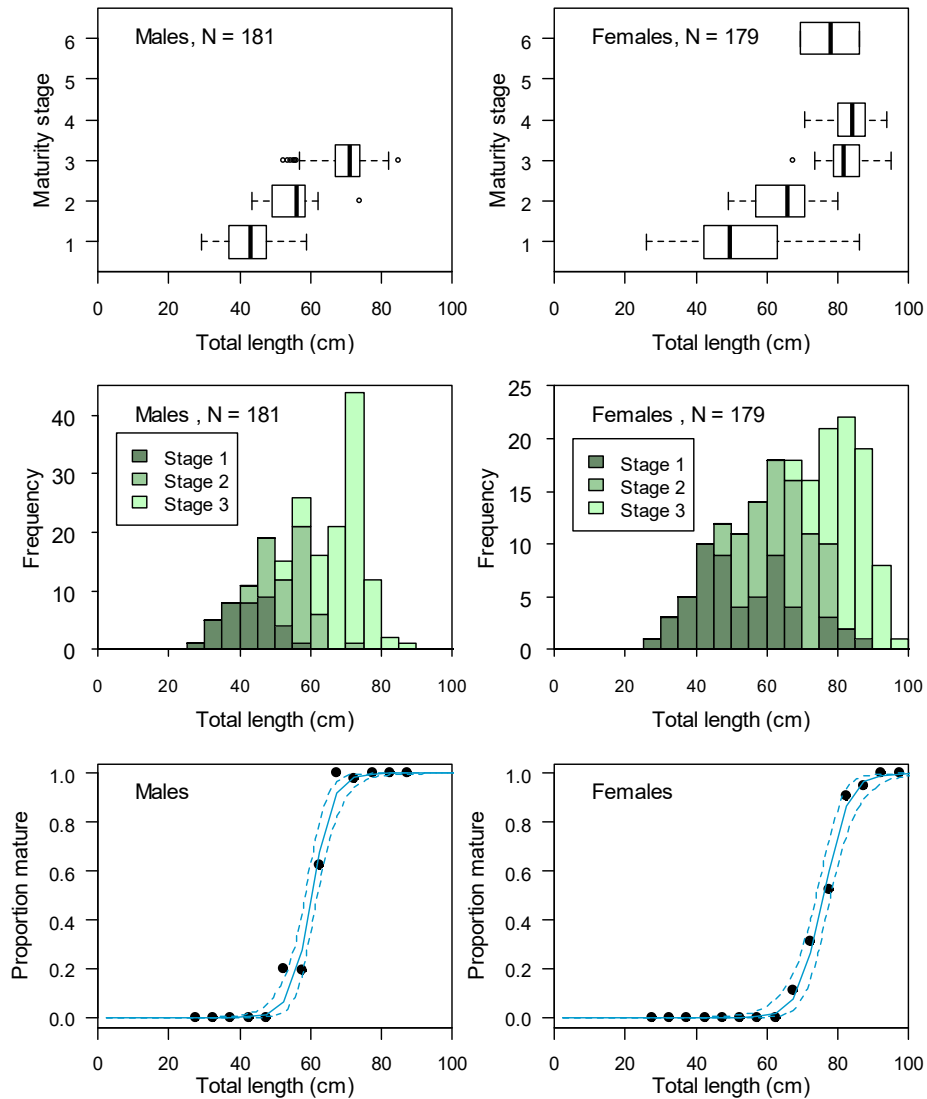 Males, N = 181
Maturity stage
6
5
4
3
2
1
0 20 40 60 80 100
Total length (cm)
Females, N = 179
Maturity stage
6
5
4
3
2
1
0 20 40 60 80 100
Total length (cm)
Males , N = 181
Stage 1
Stage 2
Stage 3
Frequency
40
30
20
10
0
0 20 40 60 80 100
Total length (cm)
Females , N = 179
Stage 1
Stage 2
Stage 3
Frequency
25
20
15
10
5
0
0 20 40 60 80 100
Total length (cm)
Males
Proportion mature
1.0
0.8
0.6
0.4
0.2
0.0
0 20 40 60 80 100
Total length (cm)
Females
Proportion mature
1.0
0.8
0.6
0.4
0.2
0.0
0 20 40 60 80 100
Total length (cm)